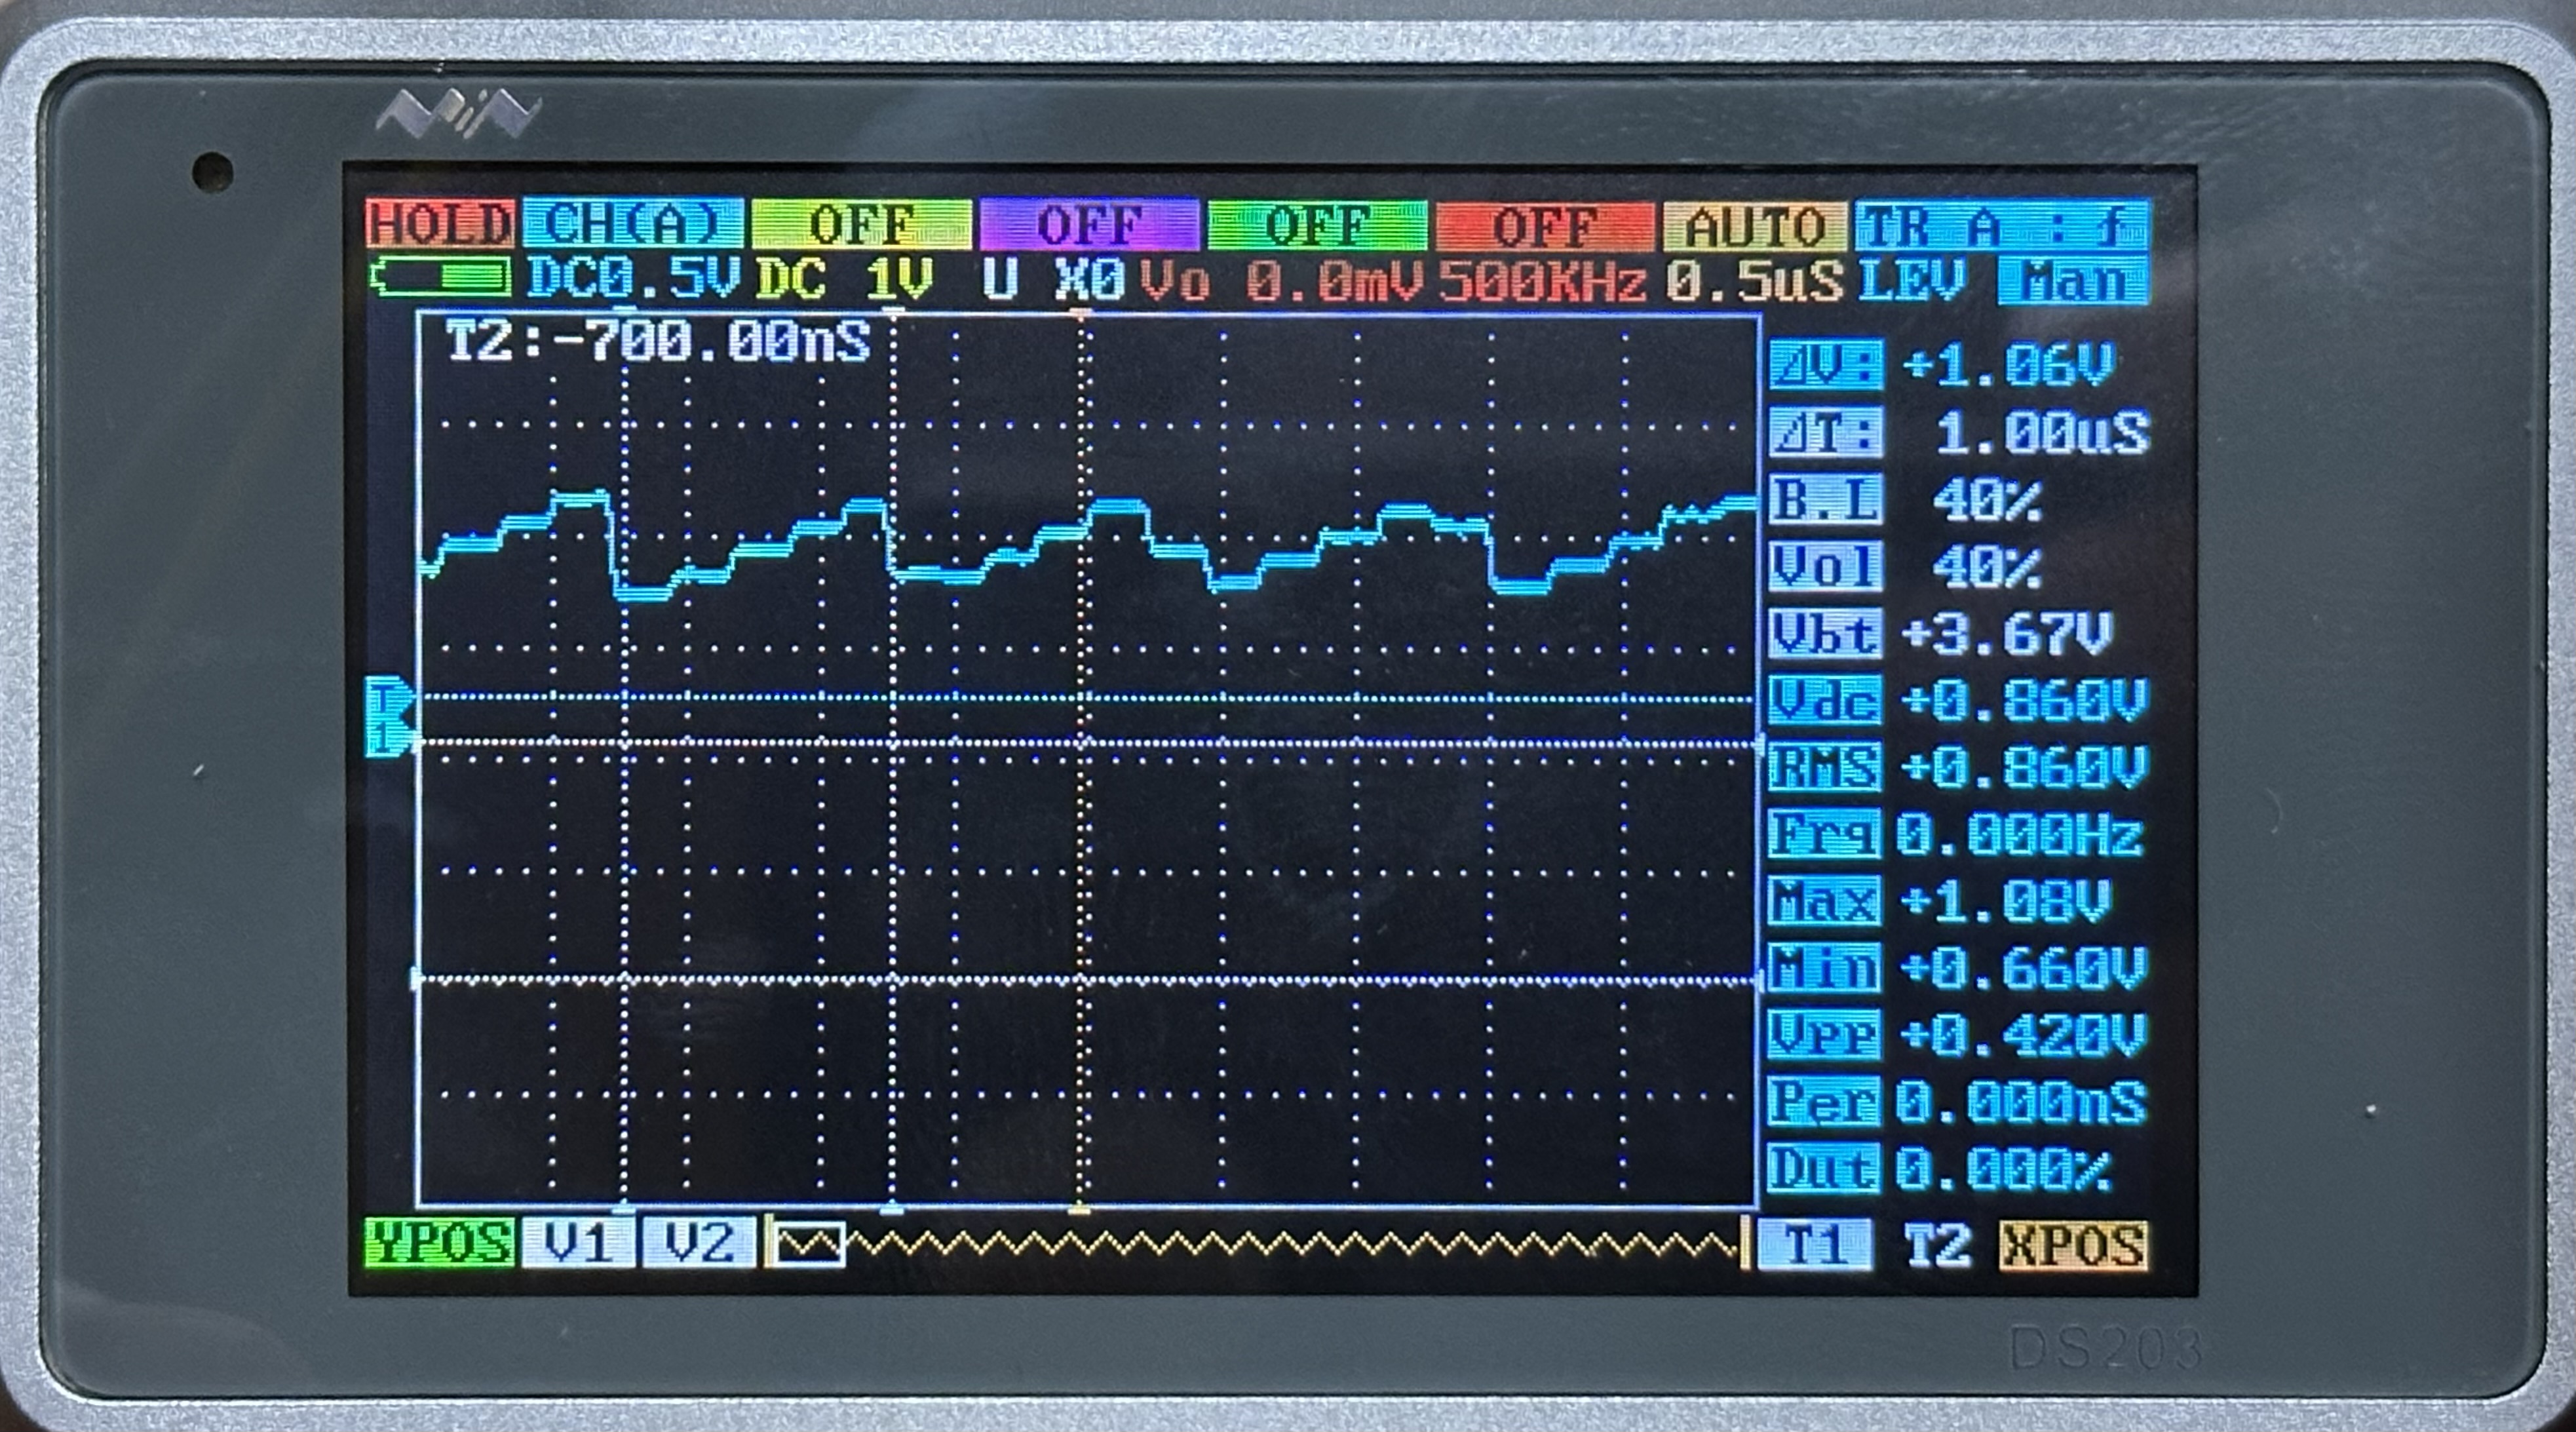 MiN
HOLD CH(A) OFF OFF OFF OFF AUTO TR A : f
DC0.5V DC 1V U X0 Vo 0.0mV 500KHz 0.5uS LEV Man
T2:-700.00nS
⊿V: +1.06V
⊿T: 1.00uS
B.L 40%
Vol 40%
Vbt +3.67V
T
Vdc +0.860V
1
RMS +0.860V
Frq 0.000Hz
Max +1.08V
Min +0.660V
Vpp +0.420V
Per 0.000nS
Dut 0.000%
YPOS V1 V2 T1 T2 XPOS
DS203